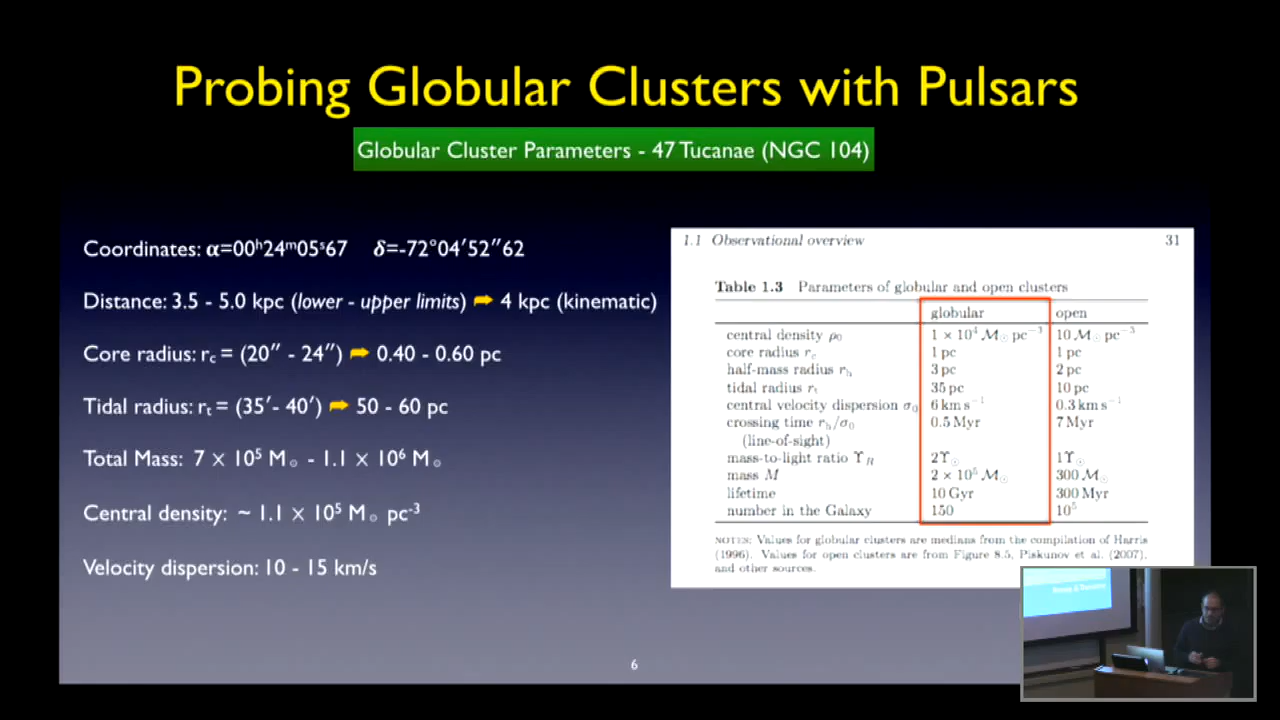 Probing Globular Clusters with Pulsars
Globular Cluster Parameters - 47 Tucanae (NGC 104)
Coordinates: α=00ʰ24ᵐ05ˢ67 δ=-72°04′52″62
Distance: 3.5 - 5.0 kpc (lower - upper limits) ➨ 4 kpc (kinematic)
Core radius: r꜀ = (20″ - 24″) ➨ 0.40 - 0.60 pc
Tidal radius: rₜ = (35′- 40′) ➨ 50 - 60 pc
Total Mass: 7 × 10⁵ M☉ - 1.1 × 10⁶ M☉
Central density: ~ 1.1 × 10⁵ M☉ pc⁻³
Velocity dispersion: 10 - 15 km/s
1.1 Observational overview 31
Table 1.3 Parameters of globular and open clusters
globular open
central density ρ₀ 1 × 10⁴ M☉ pc⁻³ 10 M☉ pc⁻³
core radius r꜀ 1 pc 1 pc
half-mass radius rₕ 3 pc 2 pc
tidal radius rₜ 35 pc 10 pc
central velocity dispersion σ₀ 6 km s⁻¹ 0.3 km s⁻¹
crossing time rₕ/σ₀ 0.5 Myr 7 Myr
(line-of-sight)
mass-to-light ratio ϒ_R 2ϒ☉ 1ϒ☉
mass M 2 × 10⁵ M☉ 300 M☉
lifetime 10 Gyr 300 Myr
number in the Galaxy 150 10⁵
NOTES: Values for globular clusters are medians from the compilation of Harris
(1996). Values for open clusters are from Figure 8.5, Piskunov et al. (2007),
and other sources.
6